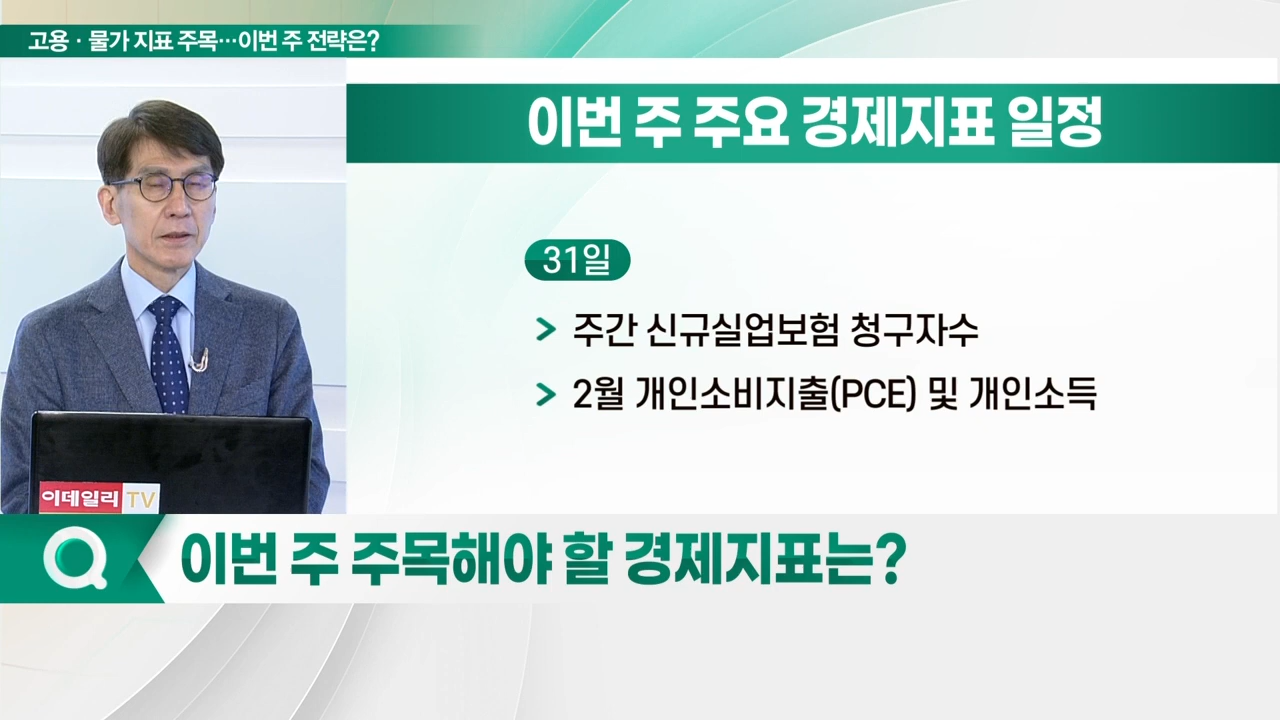 고용 · 물가 지표 주목…이번 주 전략은?
이번 주 주요 경제지표 일정
31일
주간 신규실업보험 청구자수
2월 개인소비지출(PCE) 및 개인소득
이데일리 TV
이번 주 주목해야 할 경제지표는?